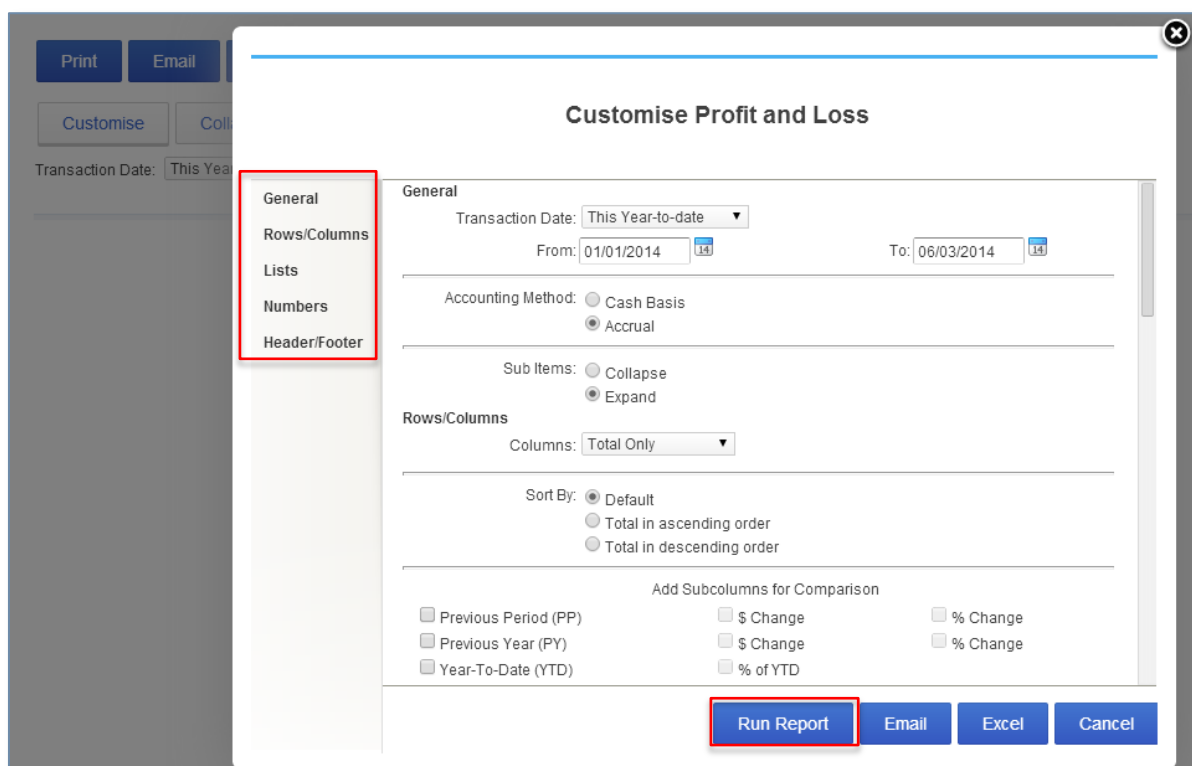 Print Email
Customise Coll
Transaction Date: This Yea
Customise Profit and Loss
General
Rows/Columns
Lists
Numbers
Header/Footer
General
Transaction Date: This Year-to-date
From: 01/01/2014 14 To: 06/03/2014 14
Accounting Method: Cash Basis
Accrual
Sub Items: Collapse
Expand
Rows/Columns
Columns: Total Only
Sort By: Default
Total in ascending order
Total in descending order
Add Subcolumns for Comparison
Previous Period (PP) $ Change % Change
Previous Year (PY) $ Change % Change
Year-To-Date (YTD) % of YTD
Run Report Email Excel Cancel